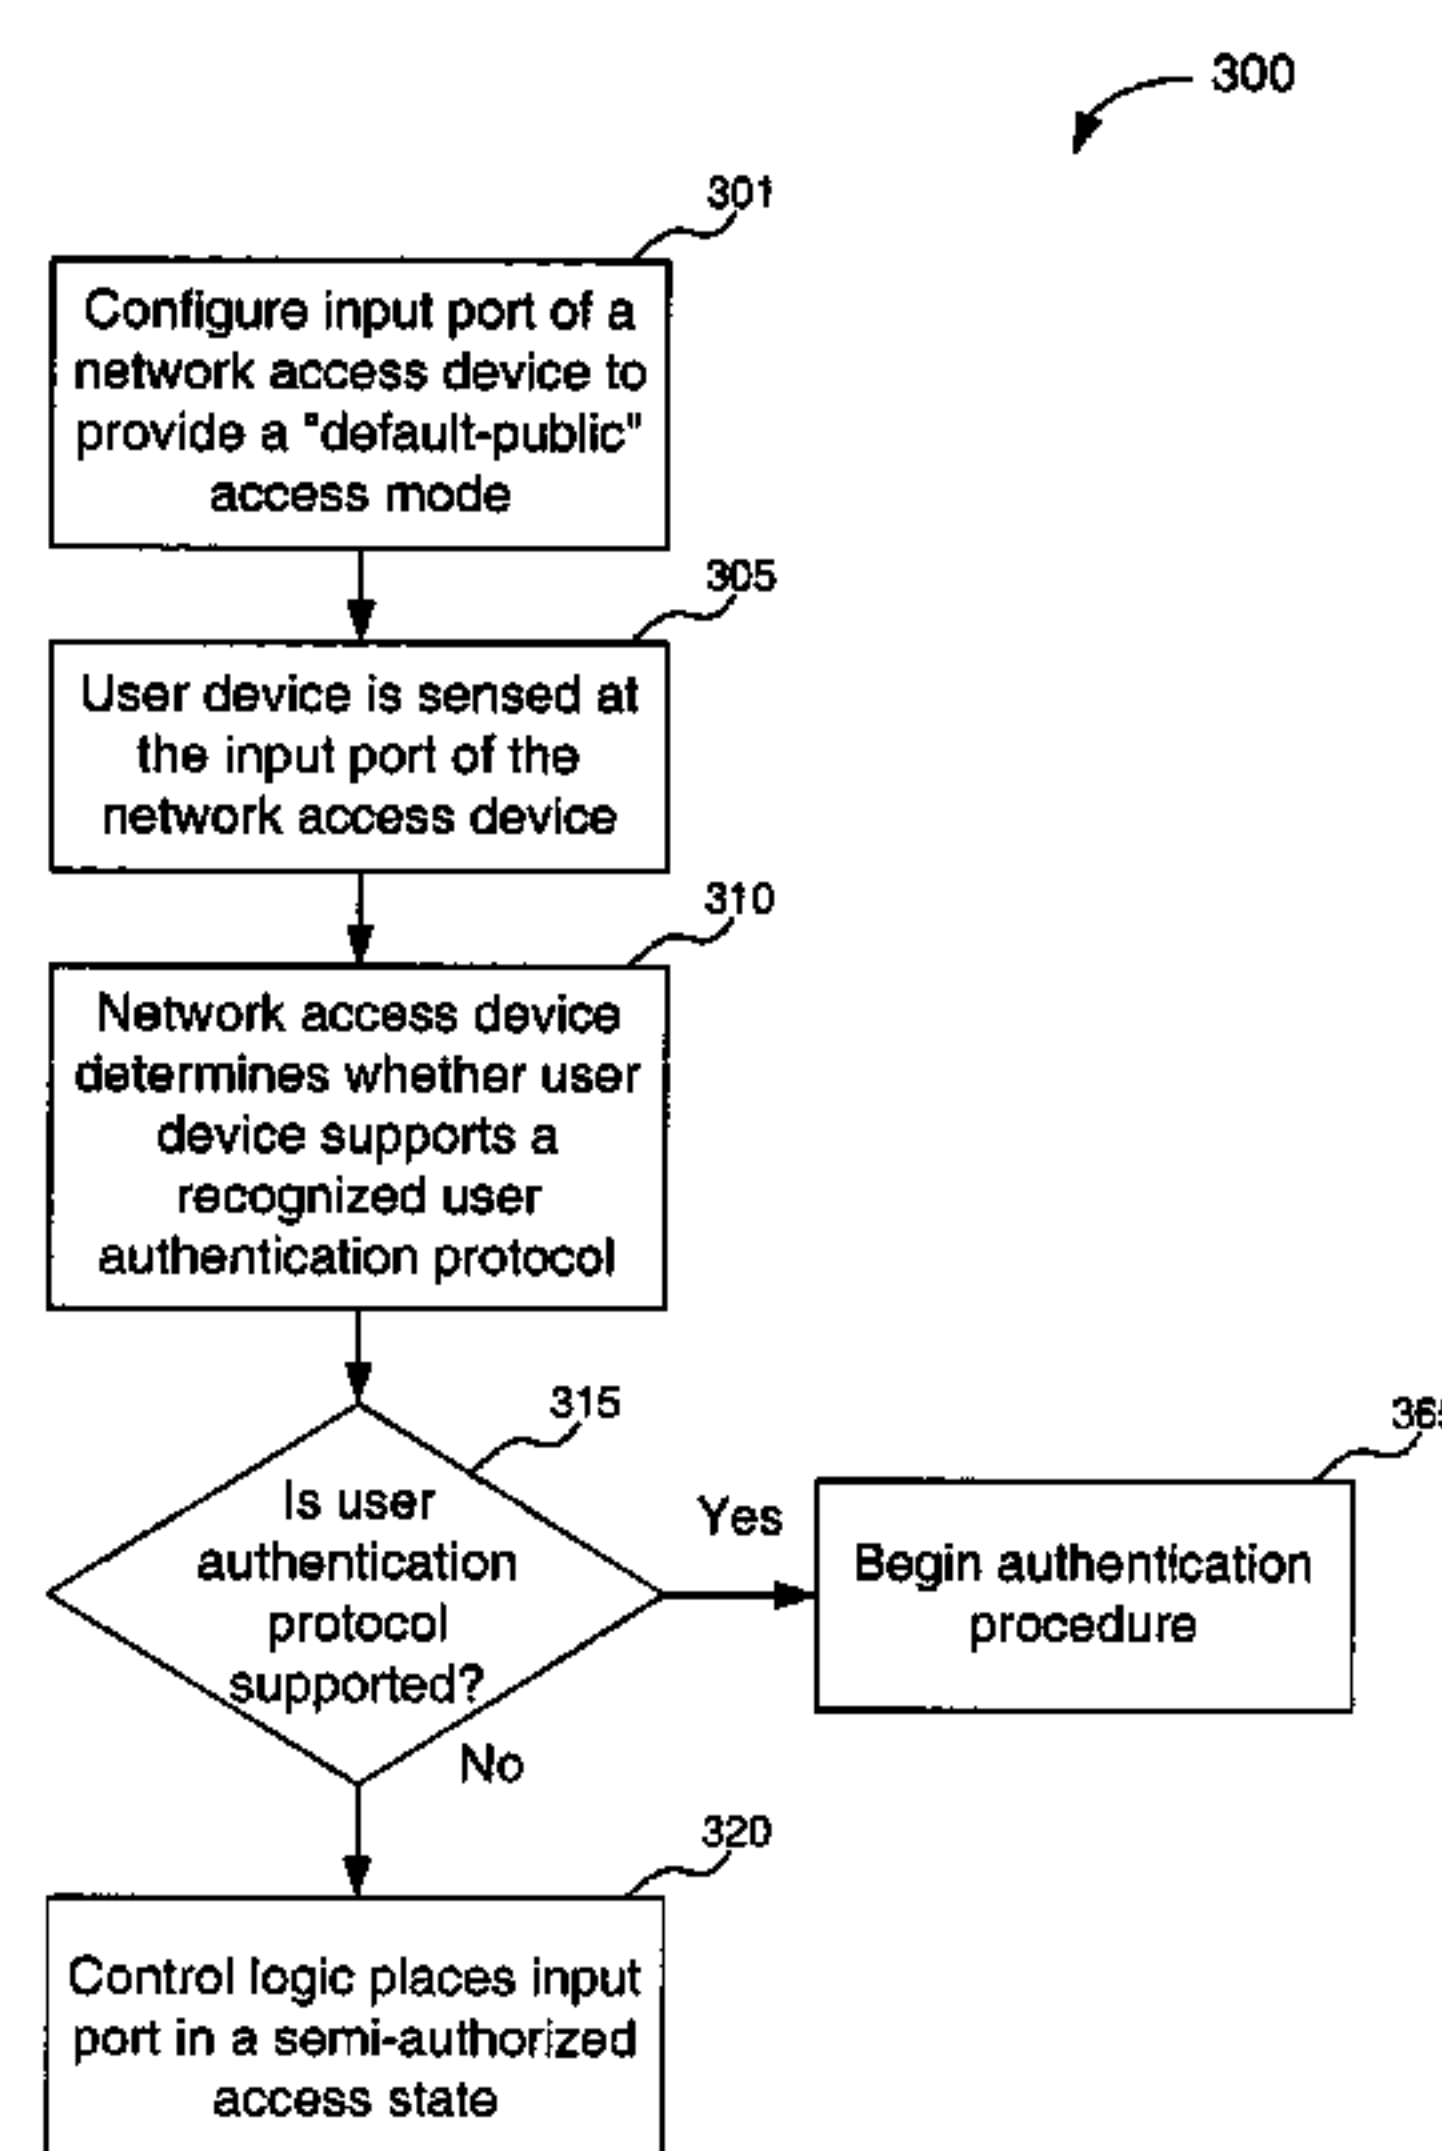 300
301
Configure input port of a
network access device to
provide a "default-public"
access mode
305
User device is sensed at
the input port of the
network access device
310
Network access device
determines whether user
device supports a
recognized user
authentication protocol
315
Is user
authentication
protocol
supported?
Yes
No
Begin authentication
procedure
320
Control logic places input
port in a semi-authorized
access state